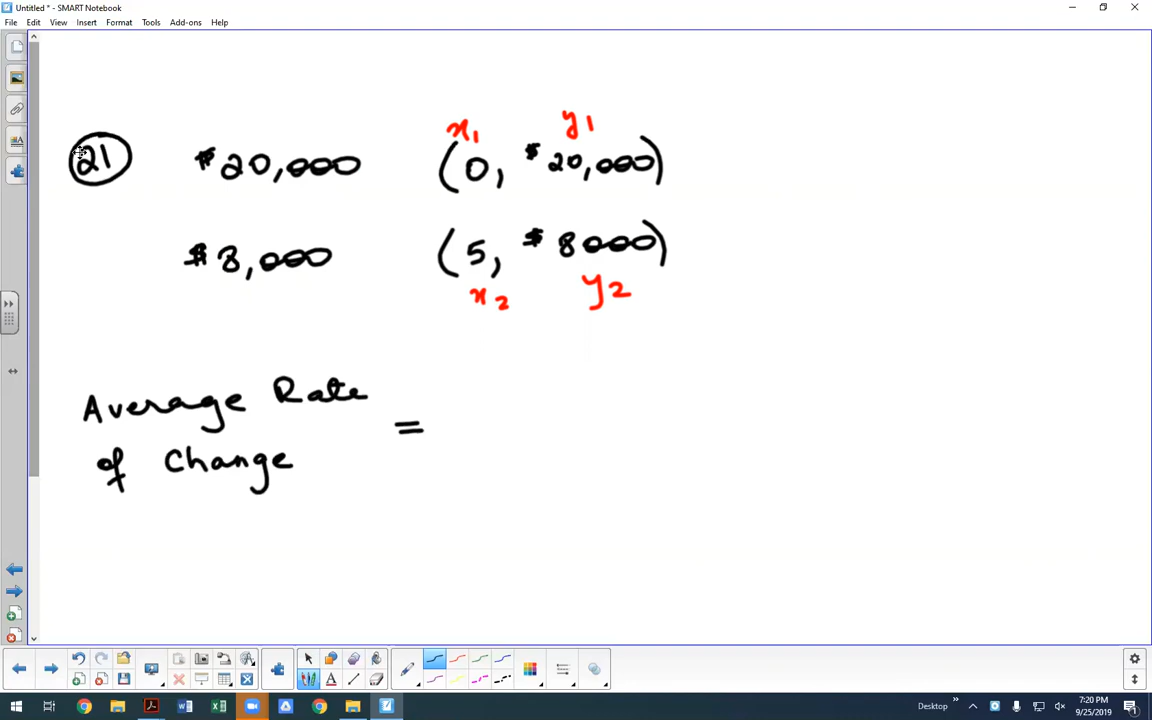 Untitled * - SMART Notebook
File Edit View Insert Format Tools Add-ons Help
x1 y1
21 $20,000 (0, $20,000)
$8,000 (5, $8000)
x2 y2
Average Rate
of Change =
Desktop
7:20 PM
9/25/2019